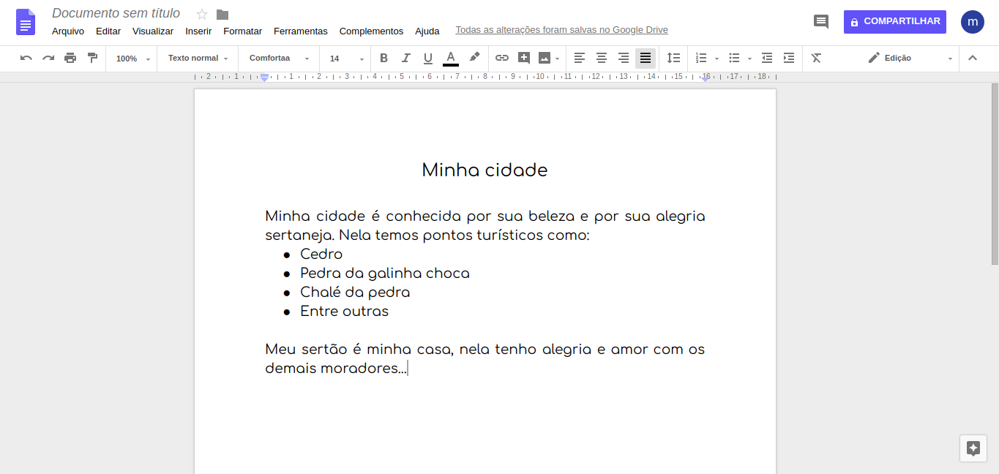 Documento sem título
Arquivo Editar Visualizar Inserir Formatar Ferramentas Complementos Ajuda Todas as alterações foram salvas no Google Drive
COMPARTILHAR
m
100% Texto normal Comfortaa 14 B I U A Edição
2 1 1 2 3 4 5 6 7 8 9 10 11 12 13 14 15 16 17 18
Minha cidade
Minha cidade é conhecida por sua beleza e por sua alegria
sertaneja. Nela temos pontos turísticos como:
● Cedro
● Pedra da galinha choca
● Chalé da pedra
● Entre outras
Meu sertão é minha casa, nela tenho alegria e amor com os
demais moradores...